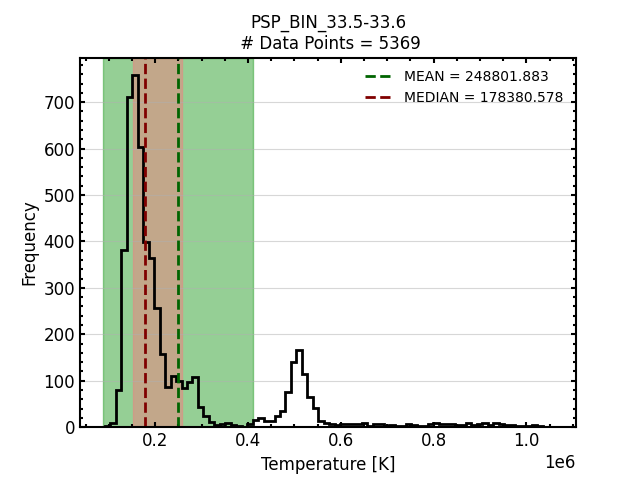 PSP_BIN_33.5-33.6
# Data Points = 5369
MEAN = 248801.883
MEDIAN = 178380.578
700
600
500
400
300
200
100
0
Frequency
0.2 0.4 0.6 0.8 1.0
1e6
Temperature [K]